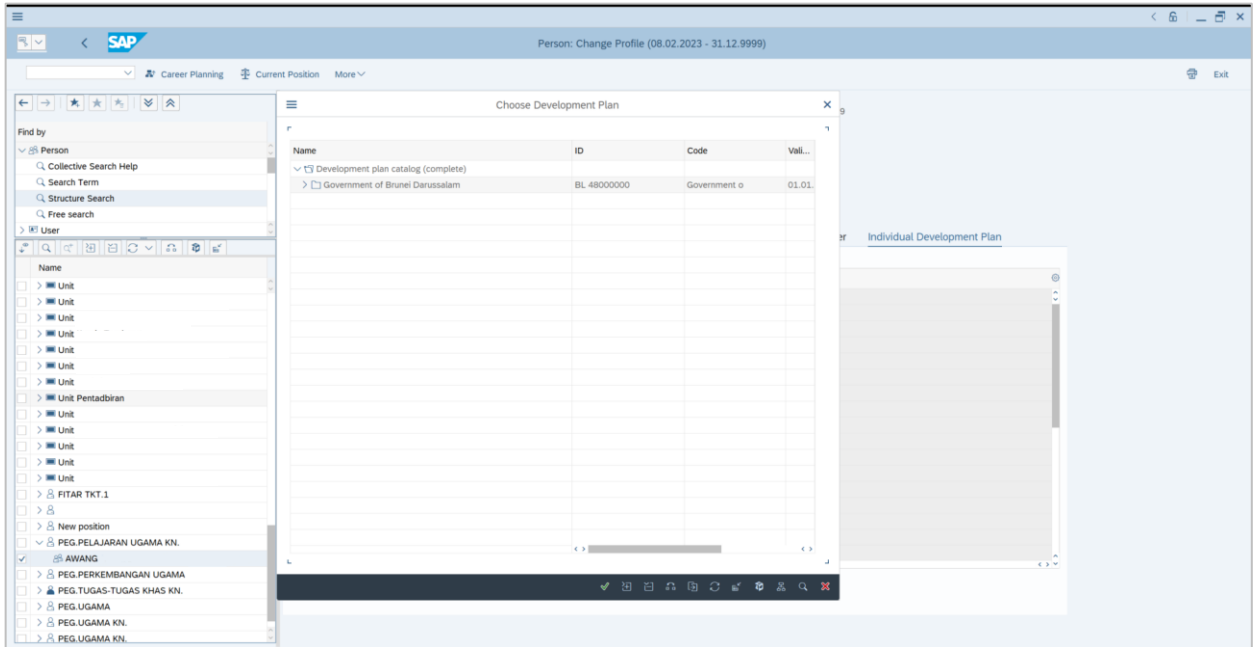 SAP
Person: Change Profile (08.02.2023 - 31.12.9999)
Career Planning Current Position More Exit
Find by
Person
Collective Search Help
Search Term
Structure Search
Free search
User
Name
Unit
Unit
Unit
Unit
Unit
Unit
Unit
Unit Pentadbiran
Unit
Unit
Unit
Unit
Unit
FITAR TKT.1
New position
PEG.PELAJARAN UGAMA KN.
AWANG
PEG.PERKEMBANGAN UGAMA
PEG.TUGAS-TUGAS KHAS KN.
PEG.UGAMA
PEG.UGAMA KN.
PEG.UGAMA KN.
Choose Development Plan
Name ID Code Vali...
Development plan catalog (complete)
Government of Brunei Darussalam BL 48000000 Government o 01.01.
9
er Individual Development Plan